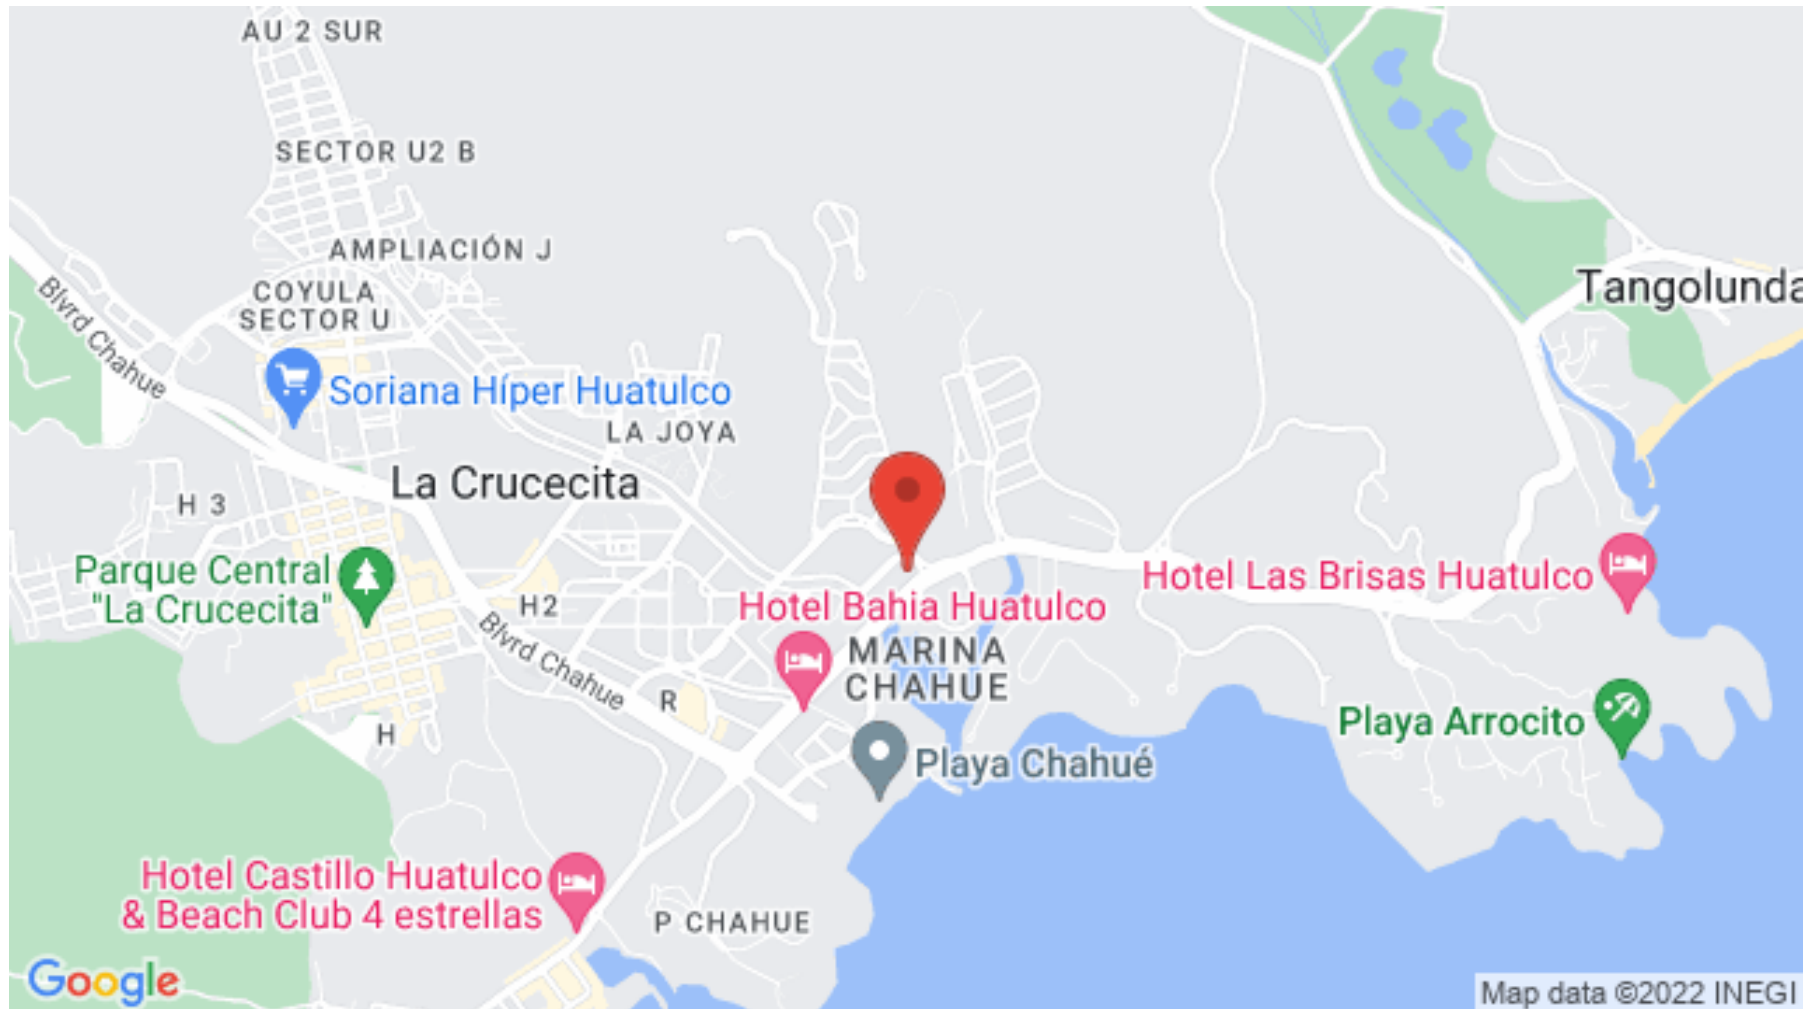 AU 2 SUR
SECTOR U2 B
AMPLIACIÓN J
COYULA
SECTOR U
Blvrd Chahue
Tangolunda
Soriana Híper Huatulco
LA JOYA
La Crucecita
H 3
Parque Central
"La Crucecita"
H2
Blvrd Chahue
Hotel Bahia Huatulco
Hotel Las Brisas Huatulco
MARINA
CHAHUE
R
H
Playa Arrocito
Playa Chahué
Hotel Castillo Huatulco
& Beach Club 4 estrellas
P CHAHUE
Google
Map data ©2022 INEGI